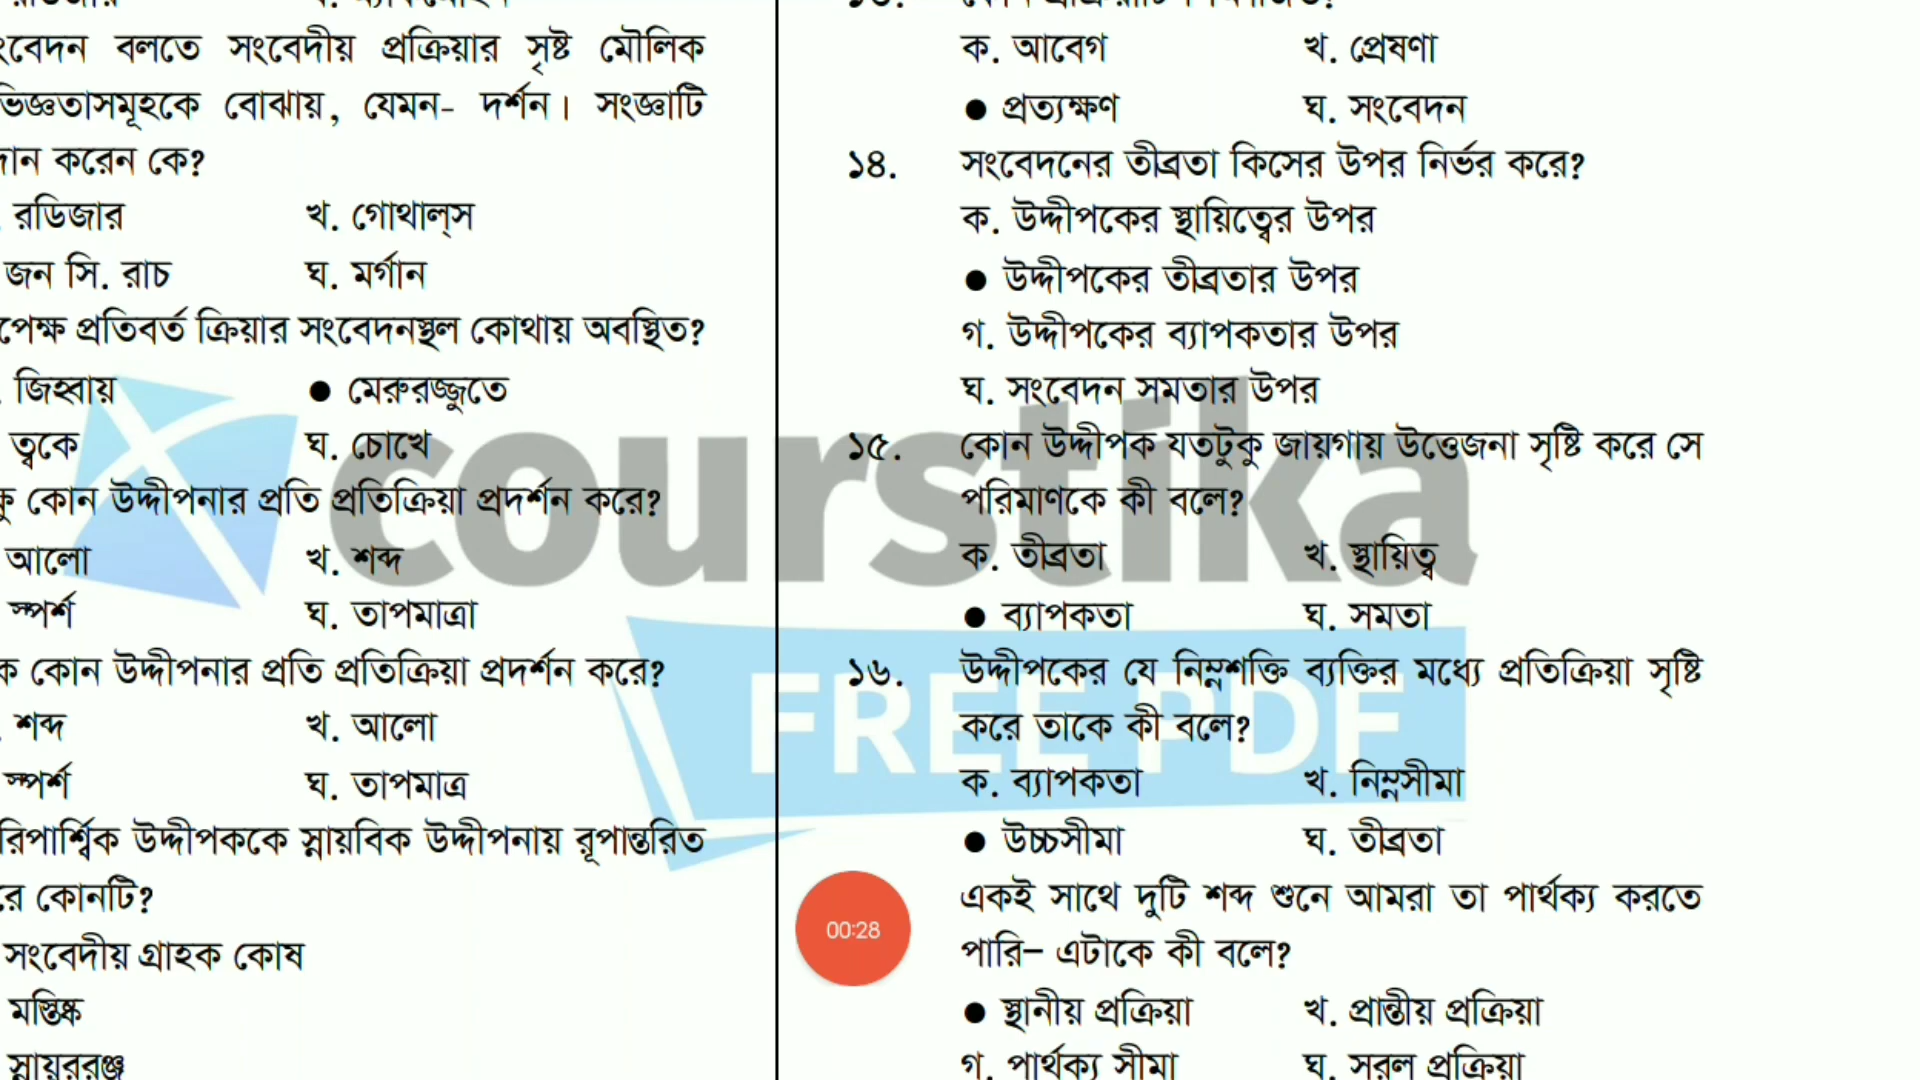 সংবেদন বলতে সংবেদীয় প্রক্রিয়ার সৃষ্ট মৌলিক
অভিজ্ঞতাসমূহকে বোঝায়, যেমন- দর্শন। সংজ্ঞাটি
করেন কে?
রডিজার খ. গোথাল্‌স
জন সি. রাচ ঘ. মর্গান
প্রতিবর্ত ক্রিয়ার সংবেদনস্থল কোথায় অবস্থিত?
জিহ্বায় ● মেরুরজ্জুতে
ত্বকে ঘ. চোখে
কোন উদ্দীপনার প্রতি প্রতিক্রিয়া প্রদর্শন করে?
আলো খ. শব্দ
স্পর্শ ঘ. তাপমাত্রা
কোন উদ্দীপনার প্রতি প্রতিক্রিয়া প্রদর্শন করে?
শব্দ খ. আলো
স্পর্শ ঘ. তাপমাত্র
উদ্দীপককে স্নায়বিক উদ্দীপনায় রূপান্তরিত
কোনটি?
সংবেদীয় গ্রাহক কোষ
মস্তিষ্ক
ক. আবেগ খ. প্রেষণা
● প্রত্যক্ষণ ঘ. সংবেদন
১৪. সংবেদনের তীব্রতা কিসের উপর নির্ভর করে?
ক. উদ্দীপকের স্থায়িত্বের উপর
● উদ্দীপকের তীব্রতার উপর
গ. উদ্দীপকের ব্যাপকতার উপর
ঘ. সংবেদন সমতার উপর
১৫. কোন উদ্দীপক যতটুকু জায়গায় উত্তেজনা সৃষ্টি করে সে
পরিমাণকে কী বলে?
ক. তীব্রতা খ. স্থায়িত্ব
● ব্যাপকতা ঘ. সমতা
১৬. উদ্দীপকের যে নিম্নশক্তি ব্যক্তির মধ্যে প্রতিক্রিয়া সৃষ্টি
করে তাকে কী বলে?
ক. ব্যাপকতা খ. নিম্নসীমা
● উচ্চসীমা ঘ. তীব্রতা
একই সাথে দুটি শব্দ শুনে আমরা তা পার্থক্য করতে
পারি– এটাকে কী বলে?
● স্থানীয় প্রক্রিয়া খ. প্রান্তীয় প্রক্রিয়া
গ. পার্থক্য সীমা ঘ. সরল প্রক্রিয়া
courstika
FREE PDF
00:28